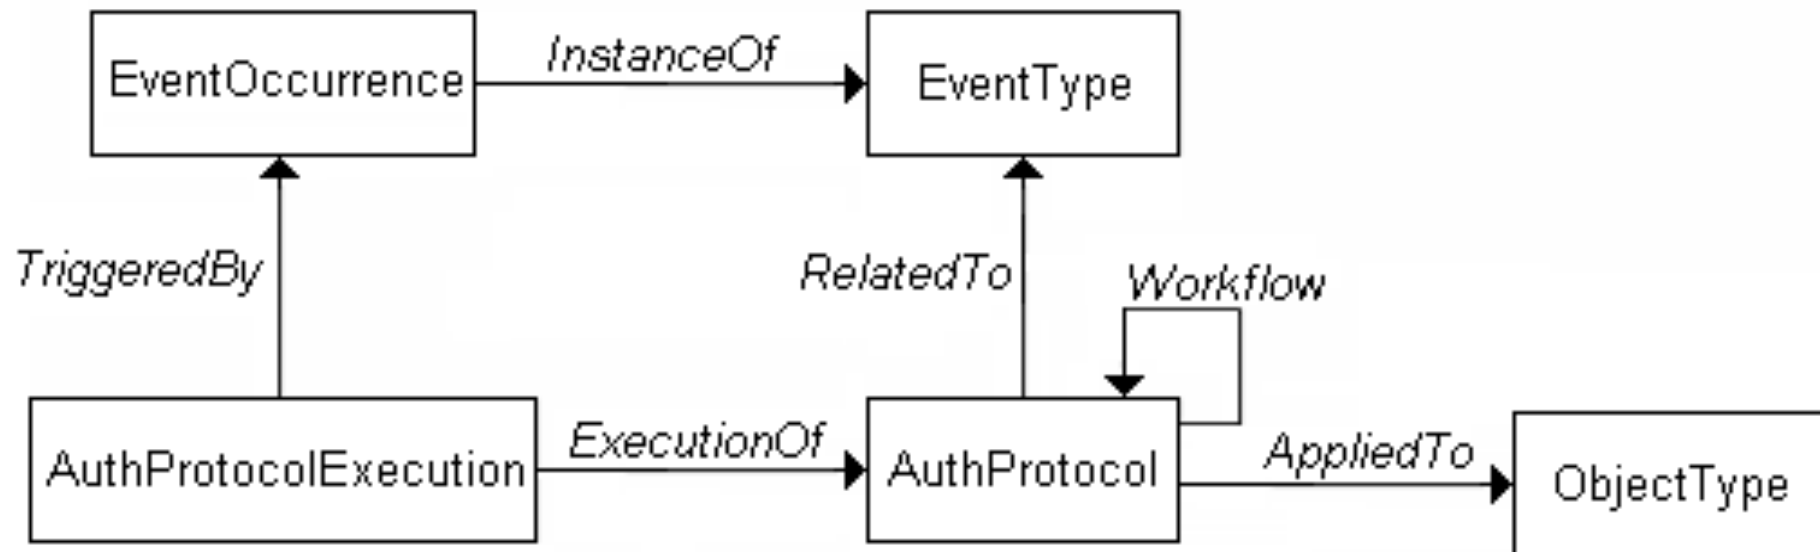 InstanceOf
EventOccurrence
EventType
TriggeredBy
RelatedTo
Workflow
ExecutionOf
AppliedTo
AuthProtocolExecution
AuthProtocol
ObjectType